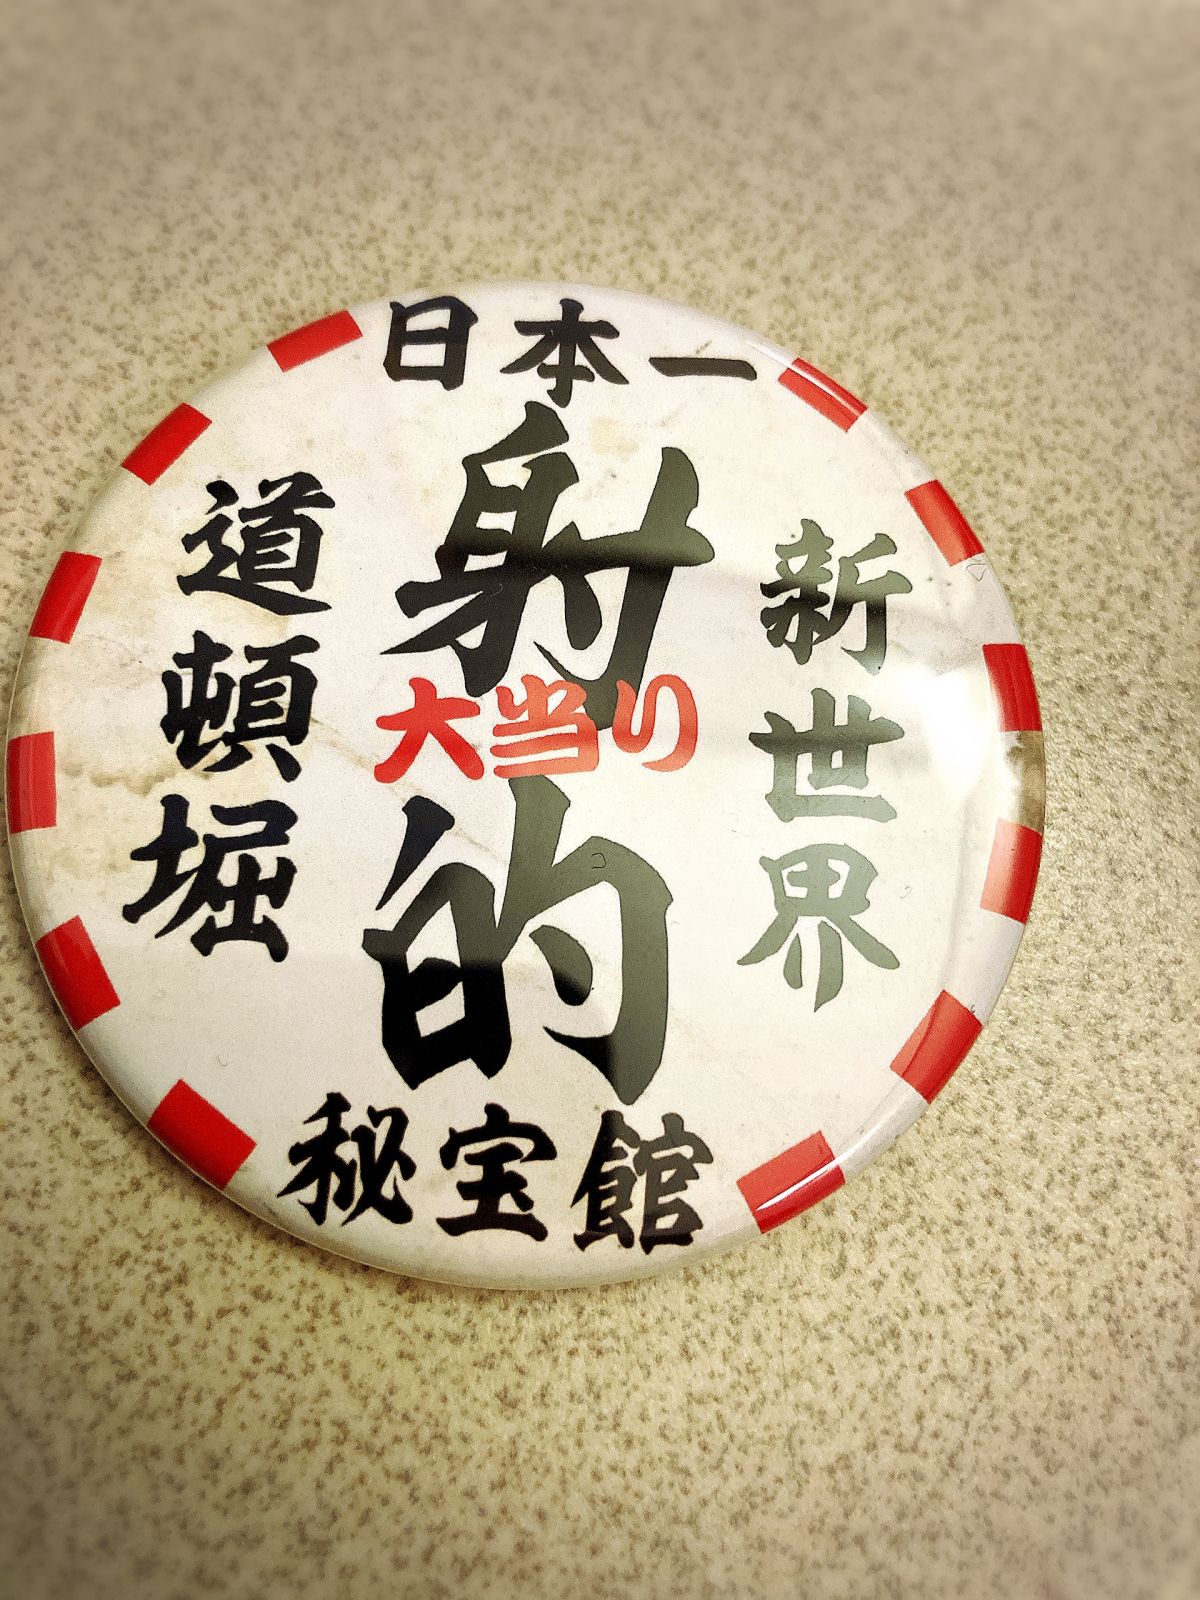 日本一
新世界
射的
大当り
道頓堀
秘宝館